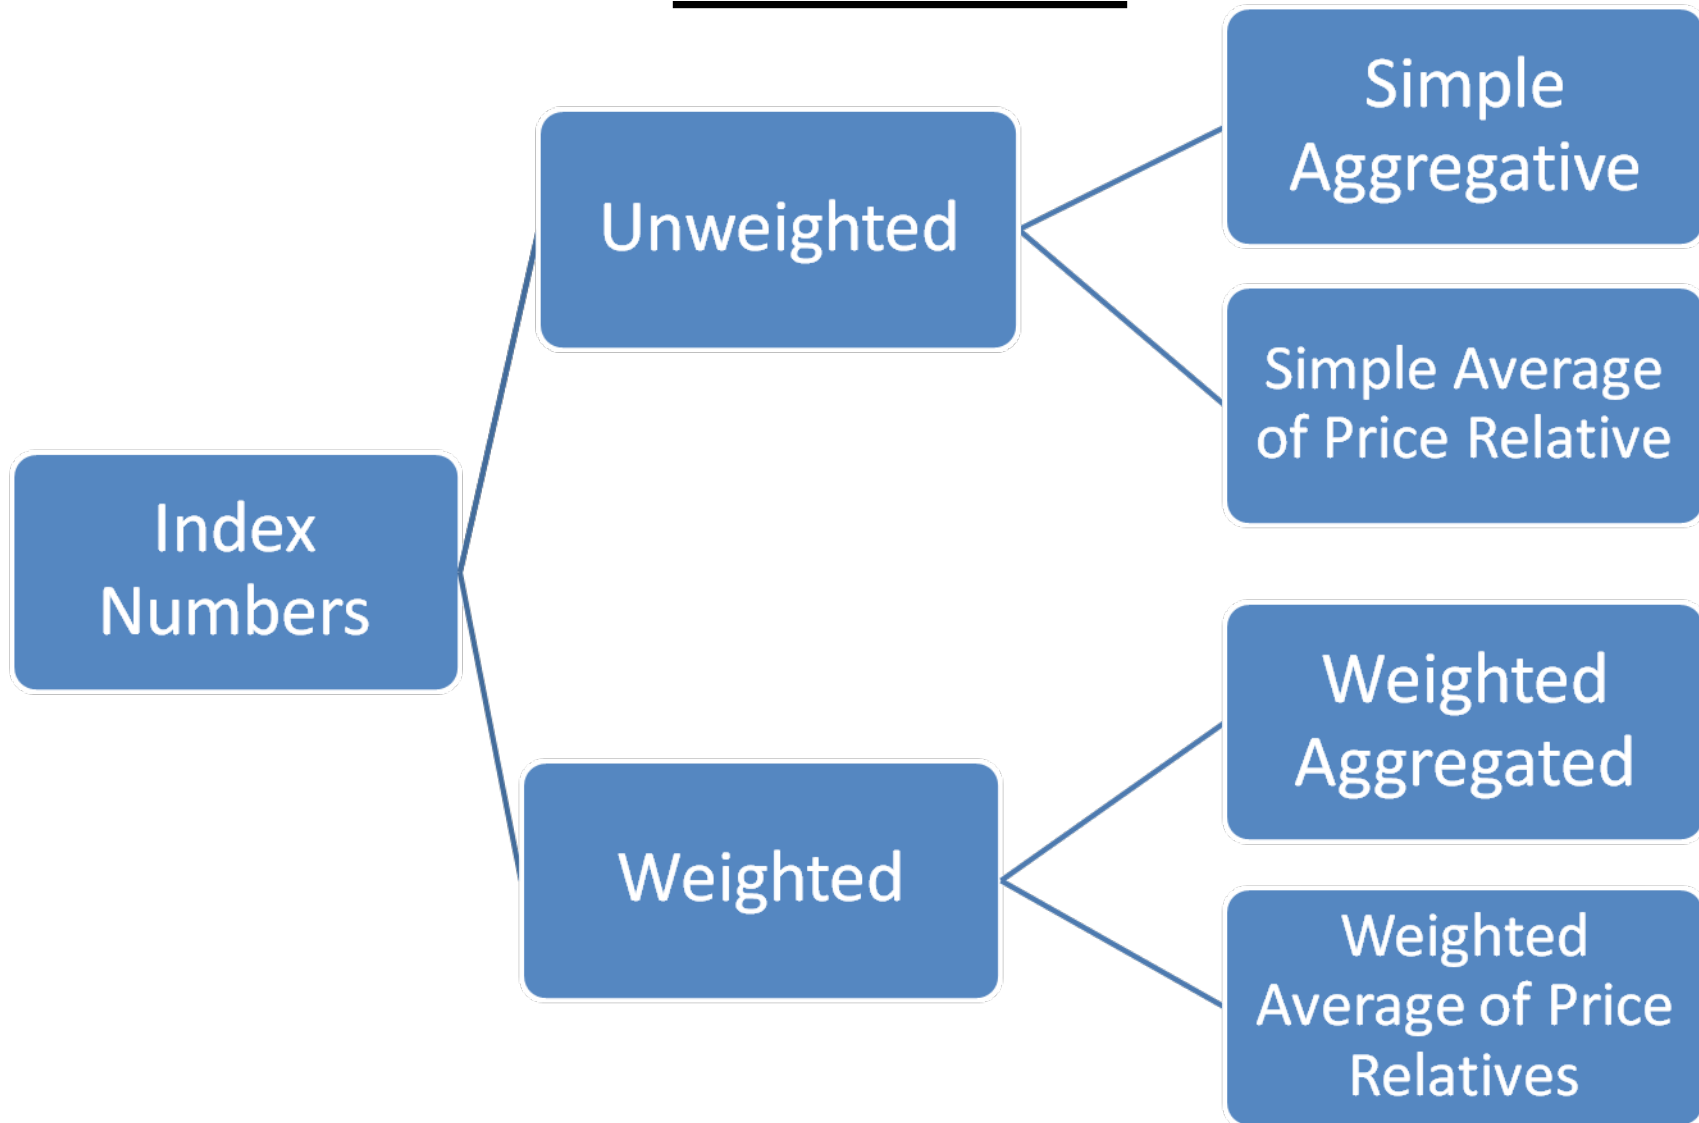 Index
Numbers
Unweighted
Simple
Aggregative
Simple Average
of Price Relative
Weighted
Weighted
Aggregated
Weighted
Average of Price
Relatives